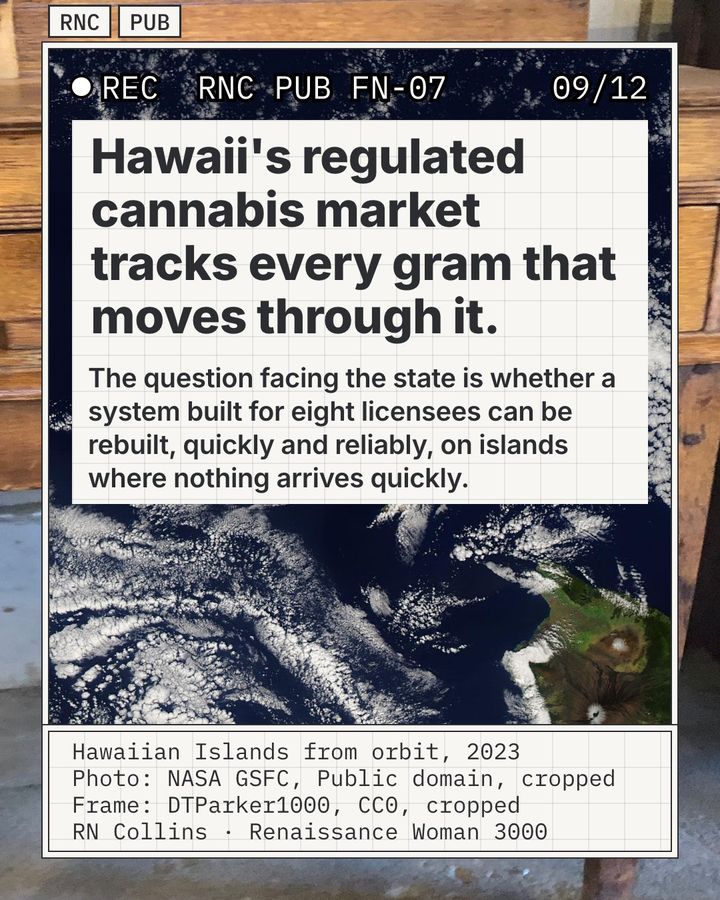 RNC PUB
REC RNC PUB FN-07 09/12
Hawaii's regulated
cannabis market
tracks every gram that
moves through it.
The question facing the state is whether a
system built for eight licensees can be
rebuilt, quickly and reliably, on islands
where nothing arrives quickly.
Hawaiian Islands from orbit, 2023
Photo: NASA GSFC, Public domain, cropped
Frame: DTParker1000, CC0, cropped
RN Collins · Renaissance Woman 3000